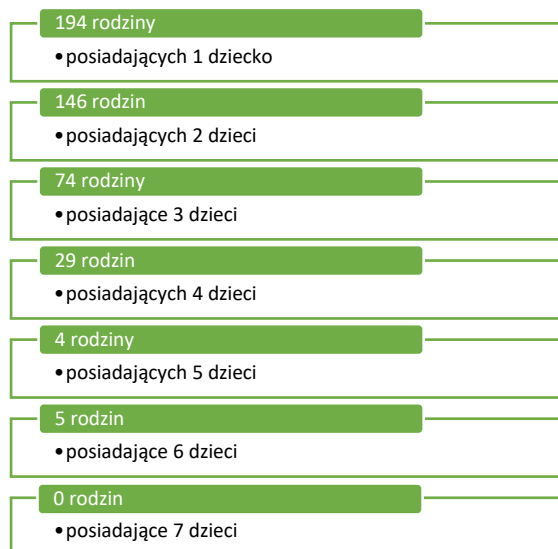 194 rodziny
•posiadających 1 dziecko
146 rodzin
•posiadających 2 dzieci
74 rodziny
•posiadające 3 dzieci
29 rodzin
•posiadających 4 dzieci
4 rodziny
•posiadających 5 dzieci
5 rodzin
•posiadające 6 dzieci
0 rodzin
•posiadające 7 dzieci